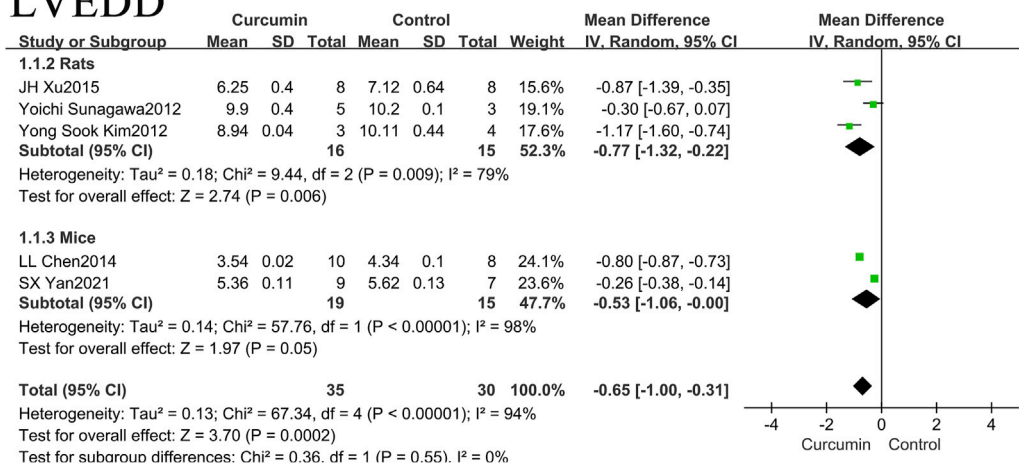 LVEDD
Curcumin Control Mean Difference Mean Difference
Study or Subgroup Mean SD Total Mean SD Total Weight IV, Random, 95% CI IV, Random, 95% CI
1.1.2 Rats
JH Xu2015 6.25 0.4 8 7.12 0.64 8 15.6% -0.87 [-1.39, -0.35]
Yoichi Sunagawa2012 9.9 0.4 5 10.2 0.1 3 19.1% -0.30 [-0.67, 0.07]
Yong Sook Kim2012 8.94 0.04 3 10.11 0.44 4 17.6% -1.17 [-1.60, -0.74]
Subtotal (95% CI) 16 15 52.3% -0.77 [-1.32, -0.22]
Heterogeneity: Tau² = 0.18; Chi² = 9.44, df = 2 (P = 0.009); I² = 79%
Test for overall effect: Z = 2.74 (P = 0.006)
1.1.3 Mice
LL Chen2014 3.54 0.02 10 4.34 0.1 8 24.1% -0.80 [-0.87, -0.73]
SX Yan2021 5.36 0.11 9 5.62 0.13 7 23.6% -0.26 [-0.38, -0.14]
Subtotal (95% CI) 19 15 47.7% -0.53 [-1.06, -0.00]
Heterogeneity: Tau² = 0.14; Chi² = 57.76, df = 1 (P < 0.00001); I² = 98%
Test for overall effect: Z = 1.97 (P = 0.05)
Total (95% CI) 35 30 100.0% -0.65 [-1.00, -0.31]
Heterogeneity: Tau² = 0.13; Chi² = 67.34, df = 4 (P < 0.00001); I² = 94%
Test for overall effect: Z = 3.70 (P = 0.0002)
Test for subgroup differences: Chi² = 0.36, df = 1 (P = 0.55), I² = 0%
-4 -2 0 2 4
Curcumin Control